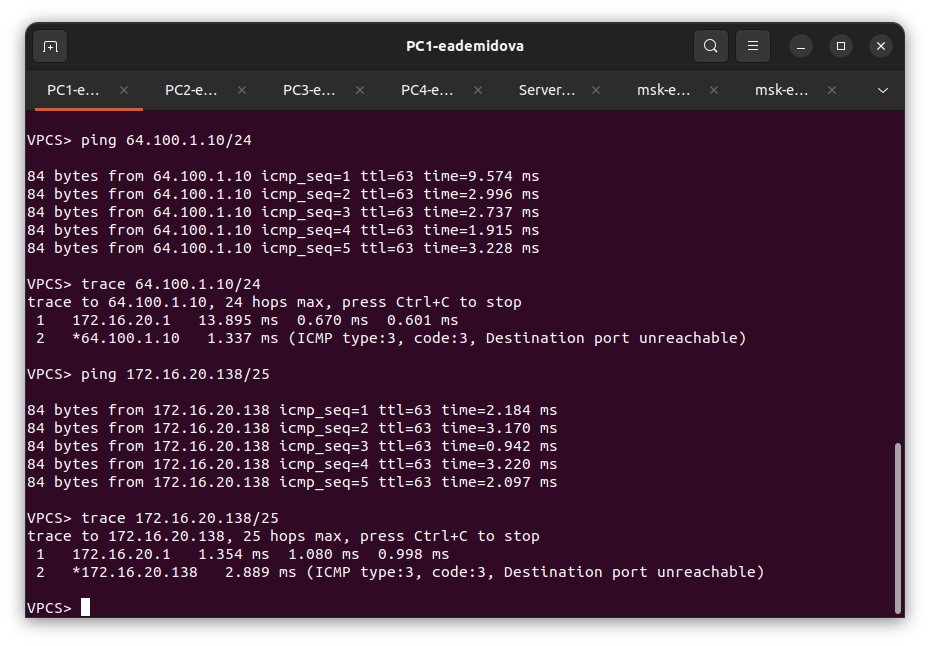 PC1-eademidova
PC1-e... PC2-e... PC3-e... PC4-e... Server... msk-e... msk-e...
VPCS> ping 64.100.1.10/24
84 bytes from 64.100.1.10 icmp_seq=1 ttl=63 time=9.574 ms
84 bytes from 64.100.1.10 icmp_seq=2 ttl=63 time=2.996 ms
84 bytes from 64.100.1.10 icmp_seq=3 ttl=63 time=2.737 ms
84 bytes from 64.100.1.10 icmp_seq=4 ttl=63 time=1.915 ms
84 bytes from 64.100.1.10 icmp_seq=5 ttl=63 time=3.228 ms
VPCS> trace 64.100.1.10/24
trace to 64.100.1.10, 24 hops max, press Ctrl+C to stop
1   172.16.20.1   13.895 ms  0.670 ms  0.601 ms
2   *64.100.1.10   1.337 ms (ICMP type:3, code:3, Destination port unreachable)
VPCS> ping 172.16.20.138/25
84 bytes from 172.16.20.138 icmp_seq=1 ttl=63 time=2.184 ms
84 bytes from 172.16.20.138 icmp_seq=2 ttl=63 time=3.170 ms
84 bytes from 172.16.20.138 icmp_seq=3 ttl=63 time=0.942 ms
84 bytes from 172.16.20.138 icmp_seq=4 ttl=63 time=3.220 ms
84 bytes from 172.16.20.138 icmp_seq=5 ttl=63 time=2.097 ms
VPCS> trace 172.16.20.138/25
trace to 172.16.20.138, 25 hops max, press Ctrl+C to stop
1   172.16.20.1   1.354 ms  1.080 ms  0.998 ms
2   *172.16.20.138   2.889 ms (ICMP type:3, code:3, Destination port unreachable)
VPCS>